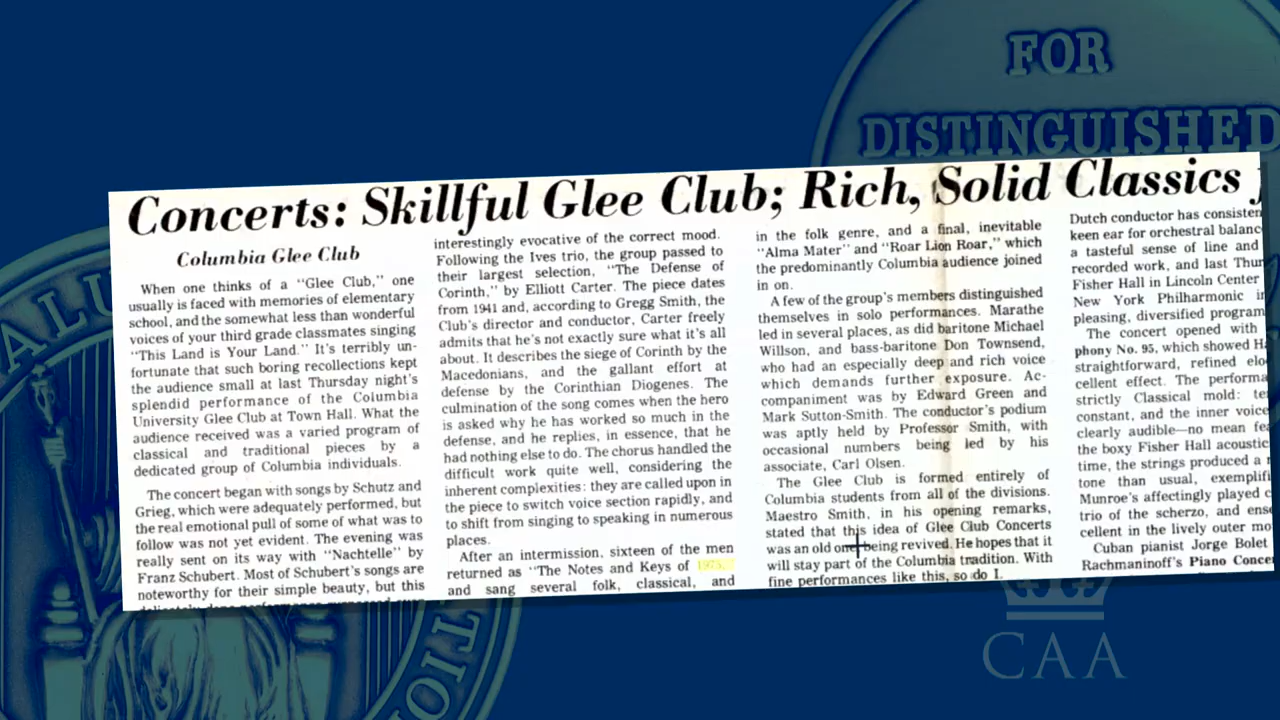 FOR
DISTINGUISHED
Concerts: Skillful Glee Club; Rich, Solid Classics
Columbia Glee Club
When one thinks of a "Glee Club," one
usually is faced with memories of elementary
school, and the somewhat less than wonderful
voices of your third grade classmates singing
"This Land is Your Land." It's terribly un-
fortunate that such boring recollections kept
the audience small at last Thursday night's
splendid performance of the Columbia
University Glee Club at Town Hall. What the
audience received was a varied program of
classical and traditional pieces by a
dedicated group of Columbia individuals.
The concert began with songs by Schutz and
Grieg, which were adequately performed, but
the real emotional pull of some of what was to
follow was not yet evident. The evening was
really sent on its way with "Nachtelle" by
Franz Schubert. Most of Schubert's songs are
noteworthy for their simple beauty, but this
interestingly evocative of the correct mood.
Following the Ives trio, the group passed to
their largest selection, "The Defense of
Corinth," by Elliott Carter. The piece dates
from 1941 and, according to Gregg Smith, the
Club's director and conductor, Carter freely
admits that he's not exactly sure what it's all
about. It describes the siege of Corinth by the
Macedonians, and the gallant effort at
defense by the Corinthian Diogenes. The
culmination of the song comes when the hero
is asked why he has worked so much in the
defense, and he replies, in essence, that he
had nothing else to do. The chorus handled the
difficult work quite well, considering the
inherent complexities: they are called upon in
the piece to switch voice section rapidly, and
to shift from singing to speaking in numerous
places.
After an intermission, sixteen of the men
returned as "The Notes and Keys of 1975,"
and sang several folk, classical, and
in the folk genre, and a final, inevitable
"Alma Mater" and "Roar Lion Roar," which
the predominantly Columbia audience joined
in on.
A few of the group's members distinguished
themselves in solo performances. Marathe
led in several places, as did baritone Michael
Willson, and bass-baritone Don Townsend,
who had an especially deep and rich voice
which demands further exposure. Ac-
companiment was by Edward Green and
Mark Sutton-Smith. The conductor's podium
was aptly held by Professor Smith, with
occasional numbers being led by his
associate, Carl Olsen.
The Glee Club is formed entirely of
Columbia students from all of the divisions.
Maestro Smith, in his opening remarks,
stated that this idea of Glee Club Concerts
was an old one being revived. He hopes that it
will stay part of the Columbia tradition. With
fine performances like this, so do I.
Dutch conductor has consisten
keen ear for orchestral balanc
a tasteful sense of line and
recorded work, and last Thur
Fisher Hall in Lincoln Center
New York Philharmonic in
pleasing, diversified program
The concert opened with
phony No. 95, which showed Ha
straightforward, refined elo
cellent effect. The performa
strictly Classical mold: te
constant, and the inner voice
clearly audible—no mean fea
the boxy Fisher Hall acoustic
time, the strings produced a
tone than usual, exemplifi
Munroe's affectingly played c
trio of the scherzo, and ens
cellent in the lively outer mo
Cuban pianist Jorge Bolet
Rachmaninoff's Piano Conce
CAA